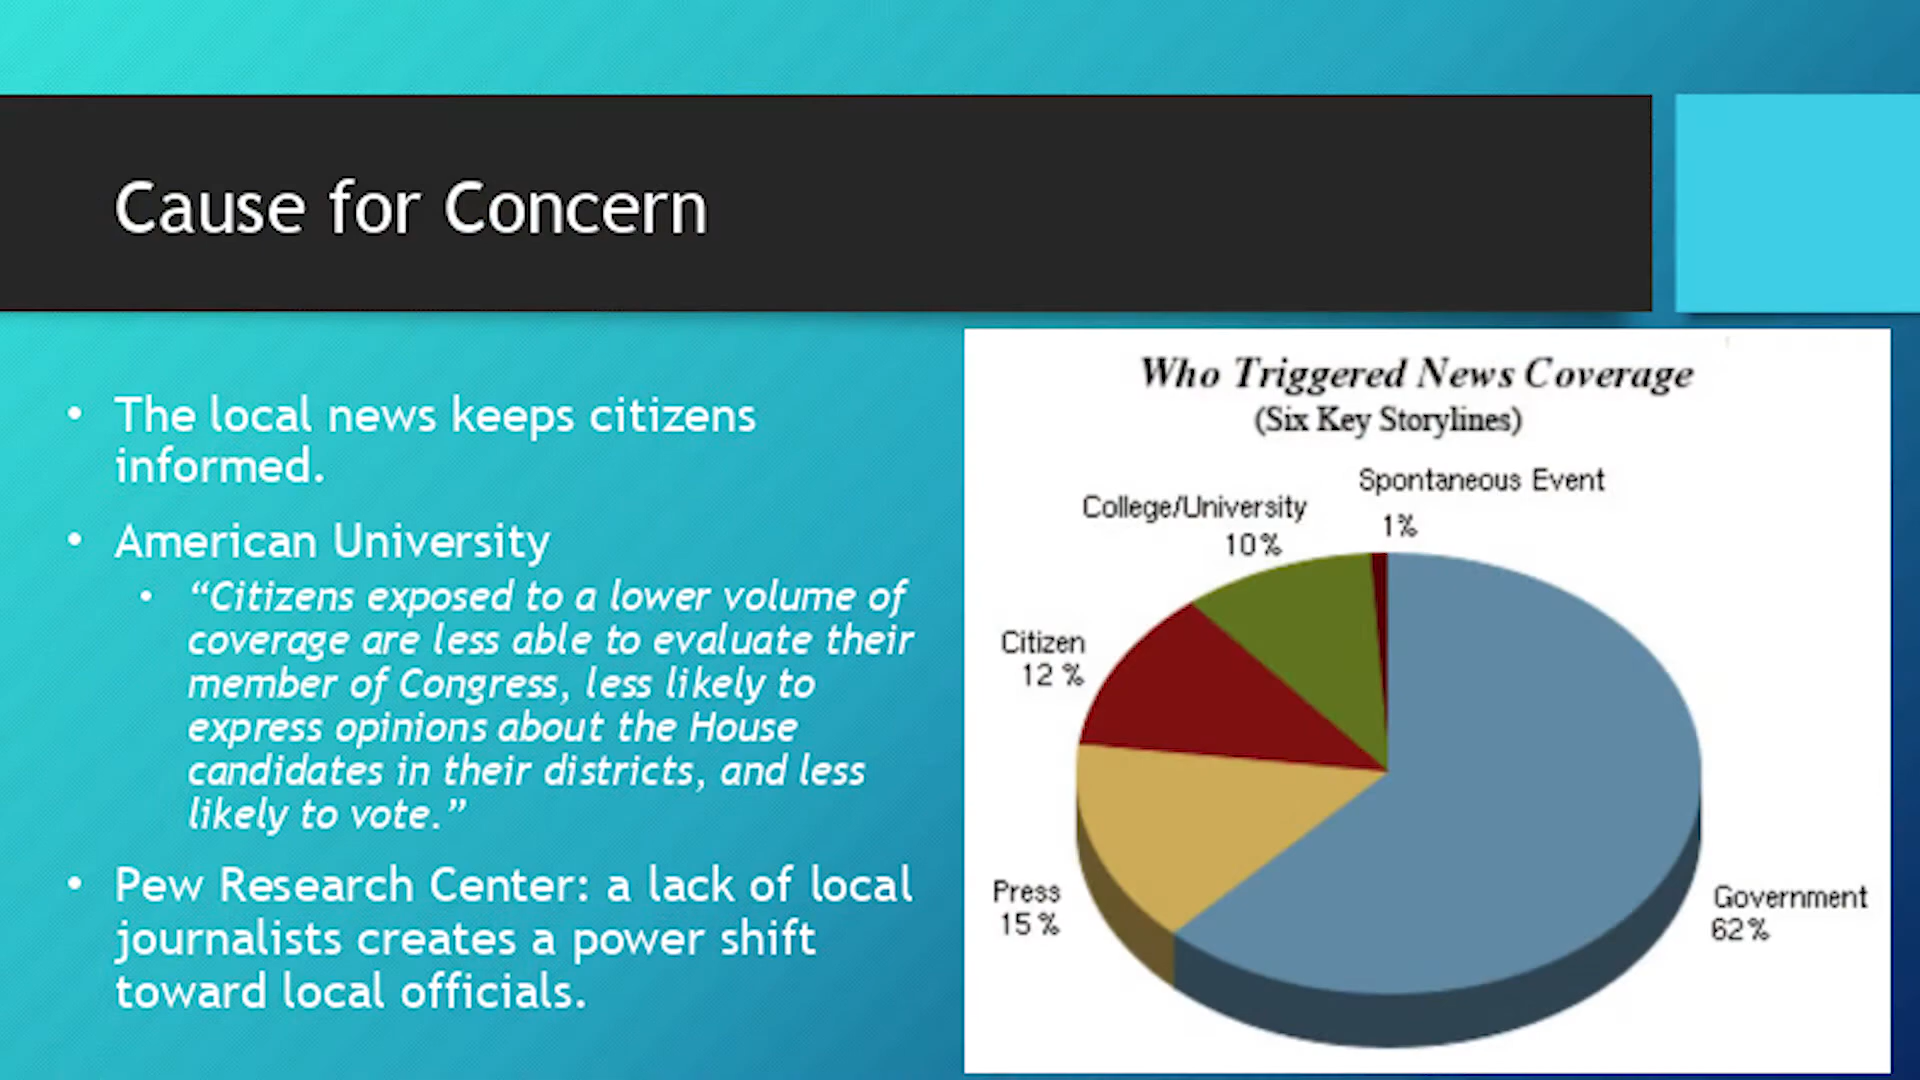 Cause for Concern
• The local news keeps citizens
informed.
• American University
• “Citizens exposed to a lower volume of
coverage are less able to evaluate their
member of Congress, less likely to
express opinions about the House
candidates in their districts, and less
likely to vote.”
• Pew Research Center: a lack of local
journalists creates a power shift
toward local officials.
Who Triggered News Coverage
(Six Key Storylines)
Spontaneous Event
1%
College/University
10%
Citizen
12 %
Press
15 %
Government
62%